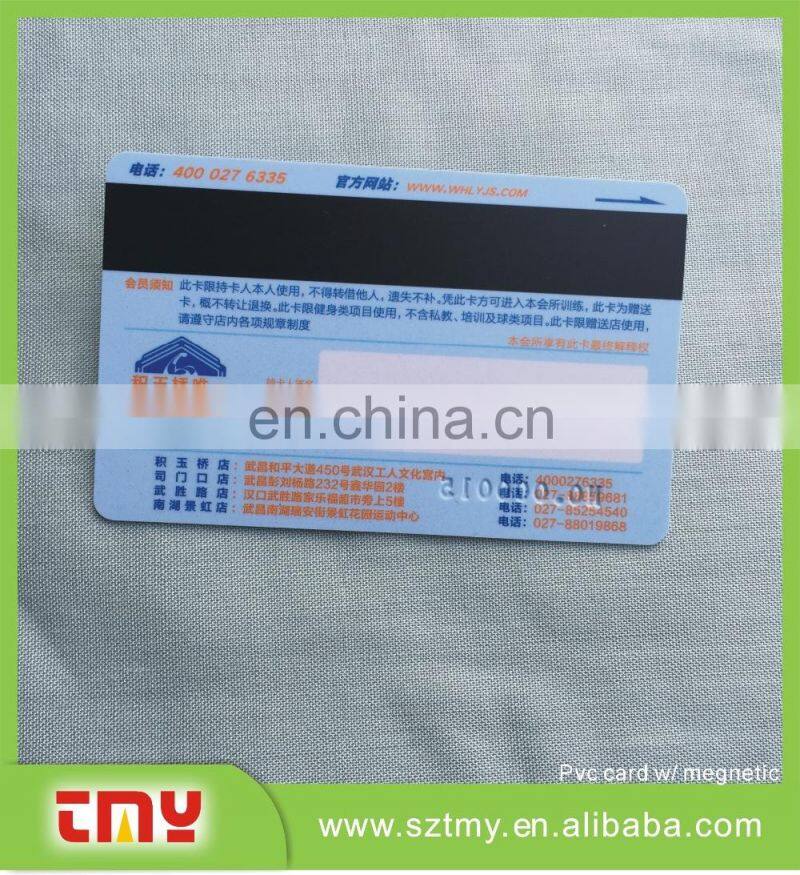 电话：400 027 6335 官方网站：WWW.WHLYJS.COM
会员须知 此卡限持卡人本人使用，不得转借他人，遗失不补。凭此卡方可进入本会所训练，此卡为赠送
卡，概不转让退换。此卡限健身类项目使用，不含私教、培训及球类项目。此卡限赠送店使用，
请遵守店内各项规章制度
本会所享有此卡最终解释权
en.china.cn
积玉桥店：武昌和平大道450号武汉工人文化宫内 电话：4000276335
司门口店：武昌彭刘杨路232号鑫华园2楼 电话：027-
武胜路店：汉口武胜路家乐福超市旁上5楼 电话：027-85254540
南湖景虹店：武昌南湖瑞安街景虹花园运动中心 电话：027-88019868
Pvc card w/ megnetic
TMY
www.sztmy.en.alibaba.com